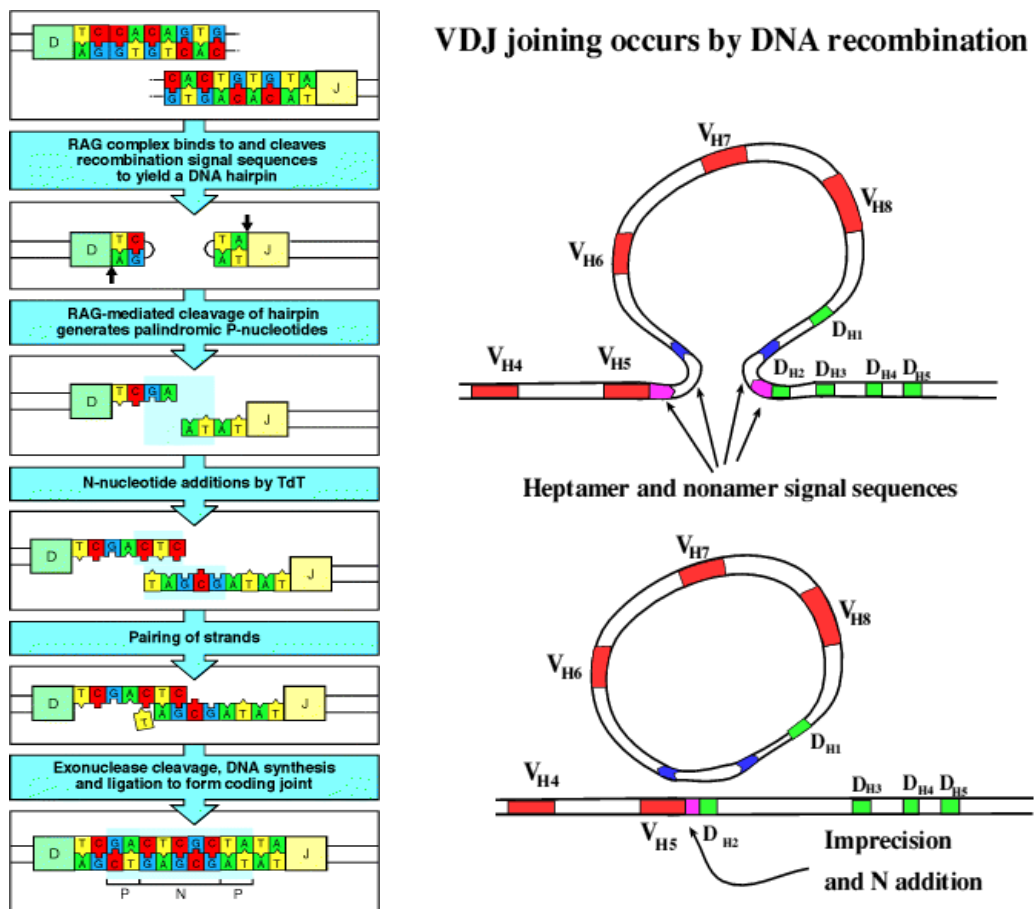 D T C C A C A G T G
A G G T G T C A C
C A C T G T G T A J
G T G A C A C A T
RAG complex binds to and cleaves
recombination signal sequences
to yield a DNA hairpin
D T C T A J
A G A T
RAG-mediated cleavage of hairpin
generates palindromic P-nucleotides
D T C G A
A T A T J
N-nucleotide additions by TdT
D T C G A C T C
T A G C G A T A T J
Pairing of strands
D T C G A C T C J
T A G C G A T A T
Exonuclease cleavage, DNA synthesis
and ligation to form coding joint
D T C G A C T C G C T A T A J
A G C T G A G C G A T A T
P N P
VDJ joining occurs by DNA recombination
VH7
VH8
VH6
DH1
VH4 VH5 DH2 DH3 DH4 DH5
Heptamer and nonamer signal sequences
VH7
VH8
VH6
DH1
VH4 DH3 DH4 DH5
VH5 DH2 Imprecision
and N addition